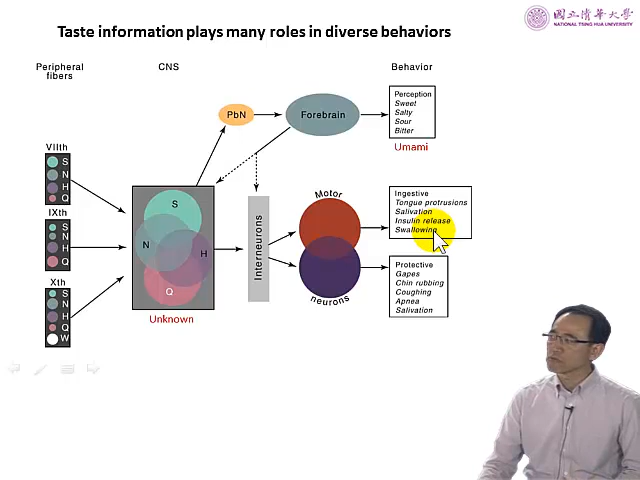 Taste information plays many roles in diverse behaviors
國立清華大學
NATIONAL TSING HUA UNIVERSITY
Peripheral
fibers
CNS
Behavior
PbN
Forebrain
Perception
Sweet
Salty
Sour
Bitter
Umami
VIIth
S
N
H
Q
IXth
S
N
H
Q
Xth
S
N
H
Q
W
S
N
H
Q
Unknown
Interneurons
Motor
neurons
Ingestive
Tongue protrusions
Salivation
Insulin release
Swallowing
Protective
Gapes
Chin rubbing
Coughing
Apnea
Salivation